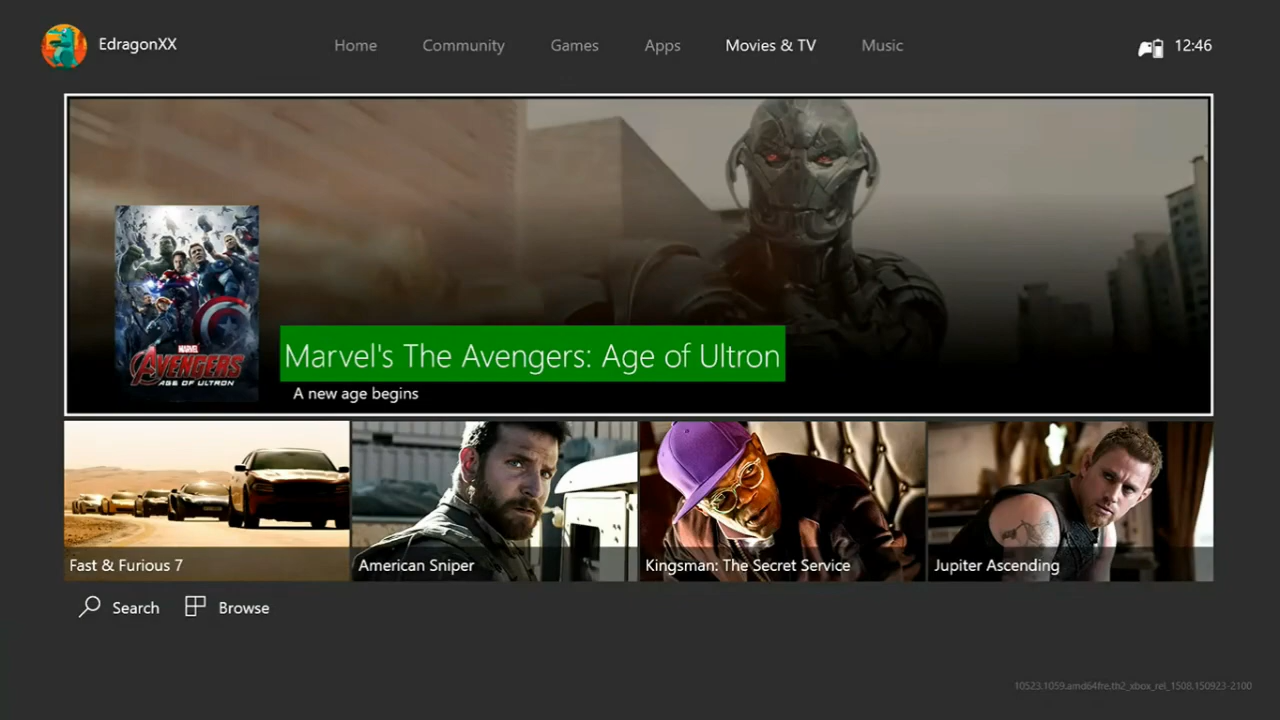 EdragonXX
Home Community Games Apps Movies & TV Music
12:46
MARVEL
AVENGERS
AGE OF ULTRON
Marvel's The Avengers: Age of Ultron
A new age begins
Fast & Furious 7
American Sniper
Kingsman: The Secret Service
Jupiter Ascending
Search Browse
10523.1059.amd64fre.th2_xbox_rel_1508.150923-2100